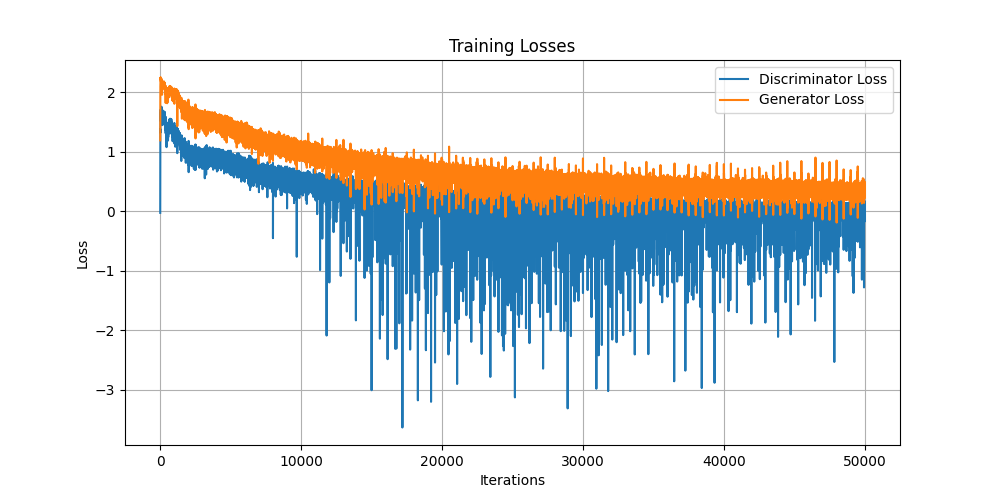 Training Losses
Discriminator Loss
Generator Loss
Loss
2
1
0
−1
−2
−3
0 10000 20000 30000 40000 50000
Iterations